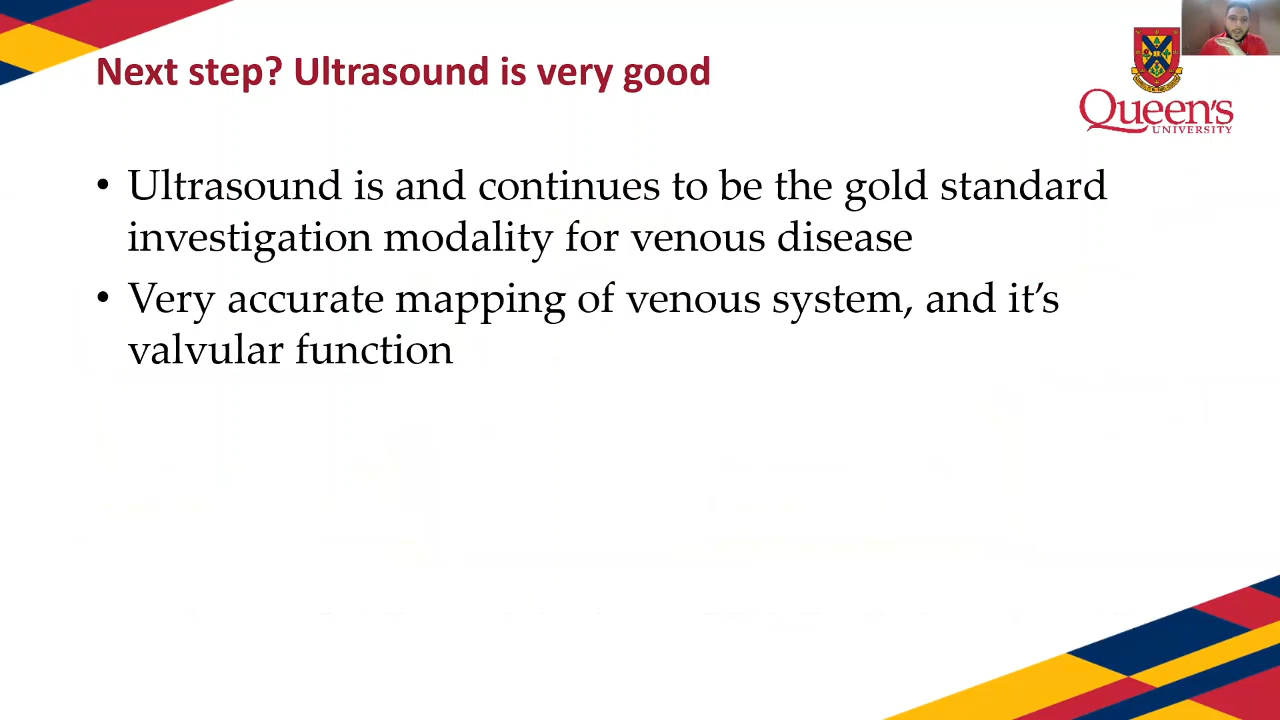 Next step? Ultrasound is very good
Queen's
UNIVERSITY
• Ultrasound is and continues to be the gold standard
investigation modality for venous disease
• Very accurate mapping of venous system, and it’s
valvular function